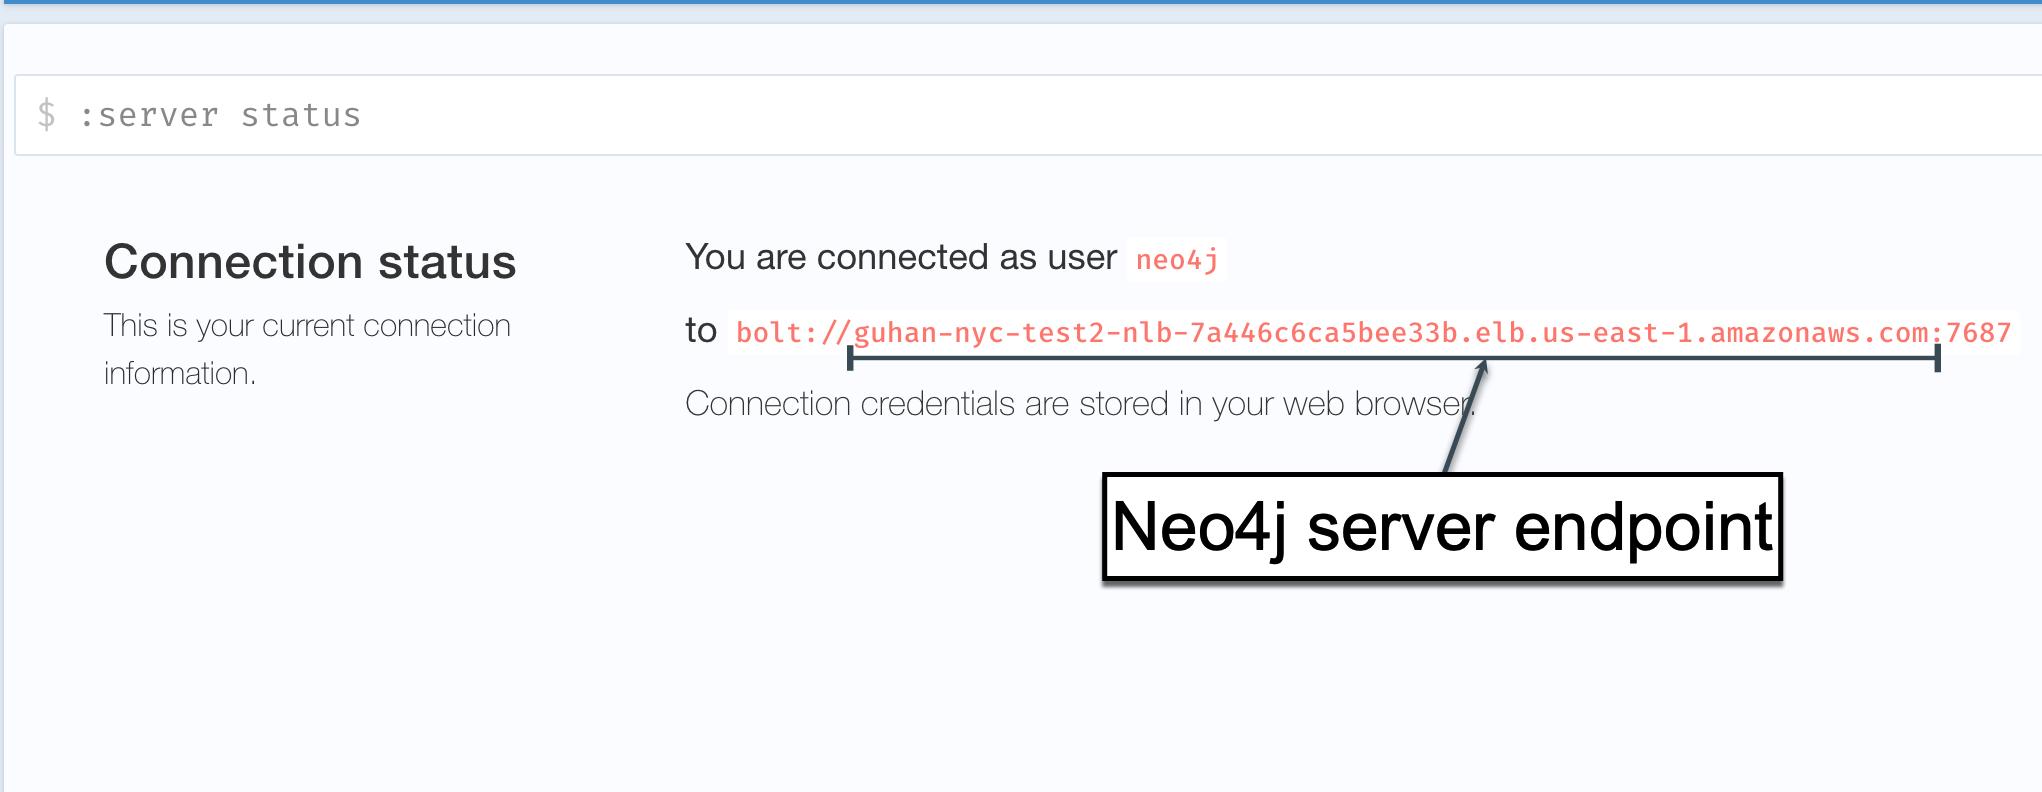 $ :server status
Connection status
This is your current connection
information.
You are connected as user neo4j
to bolt://guhan-nyc-test2-nlb-7a446c6ca5bee33b.elb.us-east-1.amazonaws.com:7687
Connection credentials are stored in your web browser.
Neo4j server endpoint